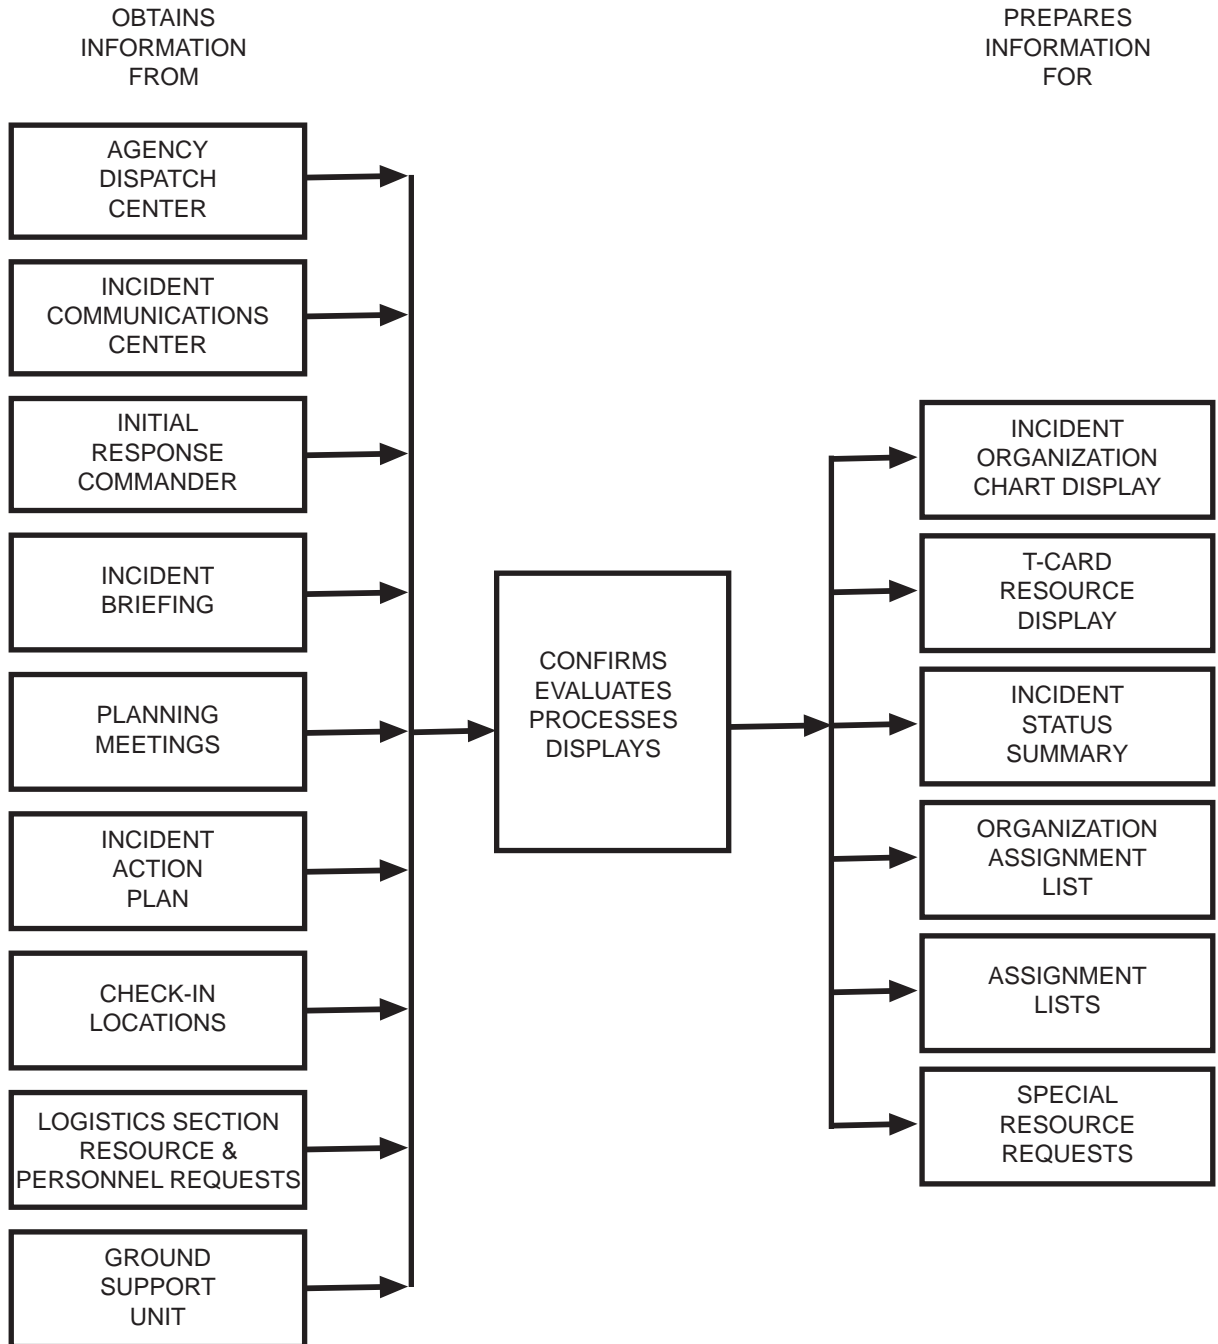 OBTAINS
INFORMATION
FROM
AGENCY
DISPATCH
CENTER
INCIDENT
COMMUNICATIONS
CENTER
INITIAL
RESPONSE
COMMANDER
INCIDENT
BRIEFING
PLANNING
MEETINGS
INCIDENT
ACTION
PLAN
CHECK-IN
LOCATIONS
LOGISTICS SECTION
RESOURCE &
PERSONNEL REQUESTS
GROUND
SUPPORT
UNIT
CONFIRMS
EVALUATES
PROCESSES
DISPLAYS
PREPARES
INFORMATION
FOR
INCIDENT
ORGANIZATION
CHART DISPLAY
T-CARD
RESOURCE
DISPLAY
INCIDENT
STATUS
SUMMARY
ORGANIZATION
ASSIGNMENT
LIST
ASSIGNMENT
LISTS
SPECIAL
RESOURCE
REQUESTS